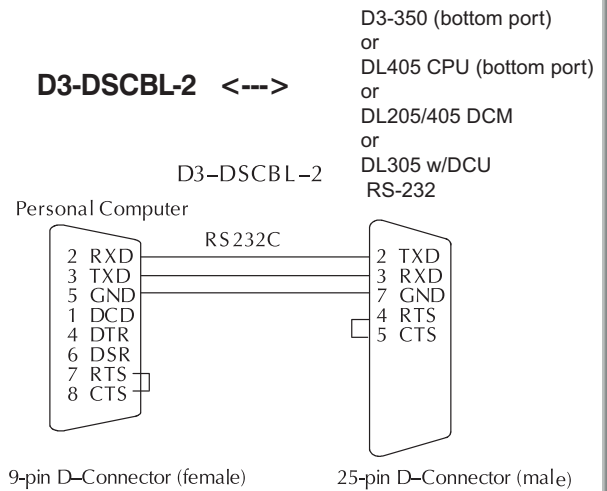 D3-350 (bottom port)
or
DL405 CPU (bottom port)
or
DL205/405 DCM
or
DL305 w/DCU
RS-232
D3-DSCBL-2 <--->
D3–DSCBL–2
Personal Computer
RS232C
2 RXD
3 TXD
5 GND
1 DCD
4 DTR
6 DSR
7 RTS
8 CTS
2 TXD
3 RXD
7 GND
4 RTS
5 CTS
9-pin D–Connector (female)
25-pin D–Connector (male)